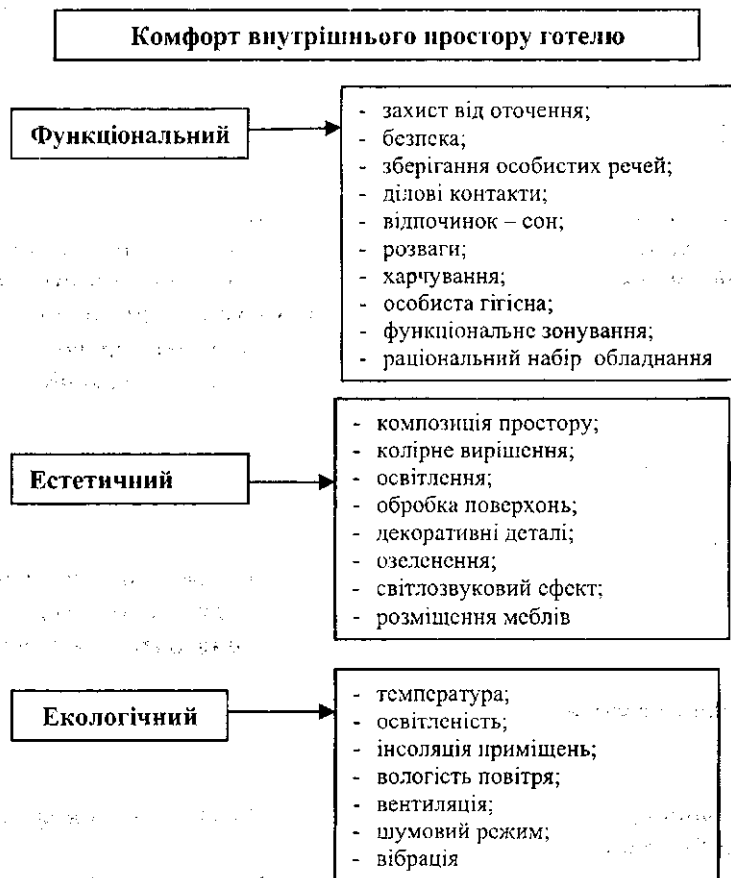 Комфорт внутрішнього простору готелю
Функціональний
- захист від оточення;
- безпека;
- зберігання особистих речей;
- ділові контакти;
- відпочинок – сон;
- розваги;
- харчування;
- особиста гігієна;
- функціональне зонування;
- раціональний набір обладнання
Естетичний
- композиція простору;
- колірне вирішення;
- освітлення;
- обробка поверхонь;
- декоративні деталі;
- озеленення;
- світлозвуковий ефект;
- розміщення меблів
Екологічний
- температура;
- освітленість;
- інсоляція приміщень;
- вологість повітря;
- вентиляція;
- шумовий режим;
- вібрація